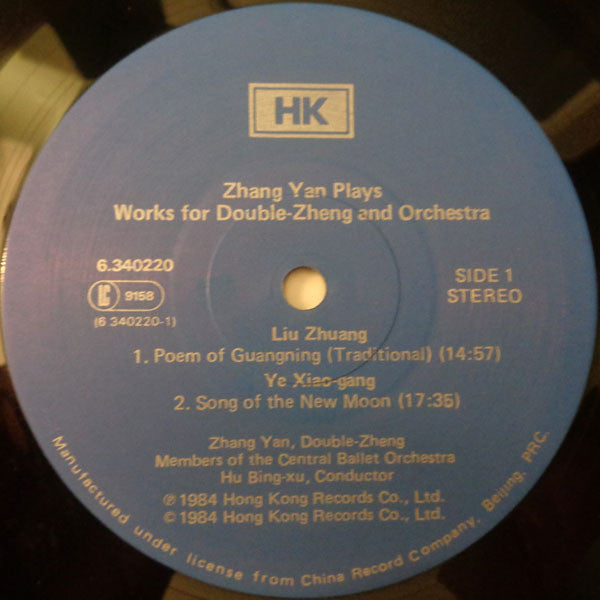 HK
Zhang Yan Plays
Works for Double-Zheng and Orchestra
6.340220
LC 9158
(6 340220-1)
SIDE 1
STEREO
Liu Zhuang
1. Poem of Guangning (Traditional) (14:57)
Ye Xiao-gang
2. Song of the New Moon (17:35)
Zhang Yan, Double-Zheng
Members of the Central Ballet Orchestra
Hu Bing-xu, Conductor
℗ 1984 Hong Kong Records Co., Ltd.
© 1984 Hong Kong Records Co., Ltd.
Manufactured under license from China Record Company, Beijing, PRC.